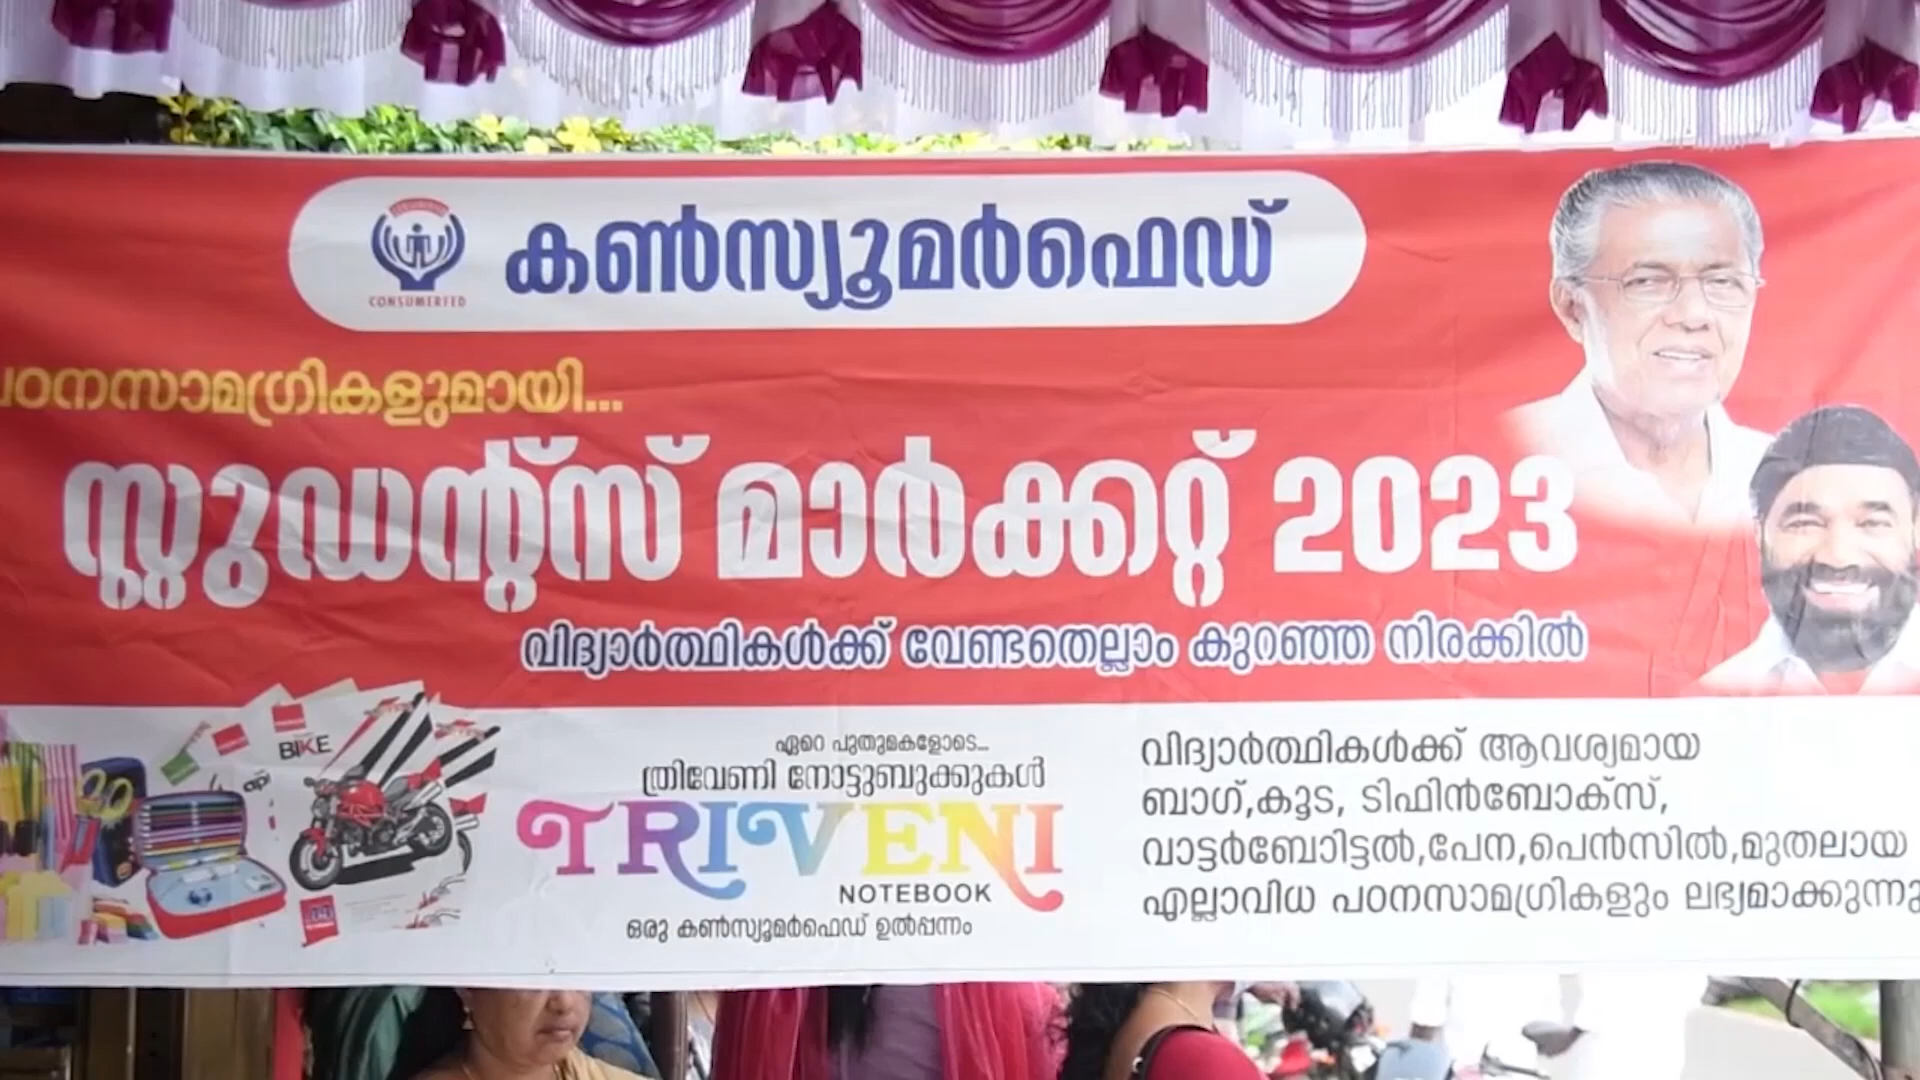 കൺസ്യൂമർഫെഡ്
CONSUMERFED
പഠനസാമഗ്രികളുമായി...
സ്റ്റുഡന്റ്സ് മാർക്കറ്റ് 2023
വിദ്യാർത്ഥികൾക്ക് വേണ്ടതെല്ലാം കുറഞ്ഞ നിരക്കിൽ
BIKE
ഏറെ പുതുമകളോടെ...
ത്രിവേണി നോട്ടുബുക്കുകൾ
TRIVENI
NOTEBOOK
ഒരു കൺസ്യൂമർഫെഡ് ഉൽപ്പന്നം
വിദ്യാർത്ഥികൾക്ക് ആവശ്യമായ
ബാഗ്,കൂട, ടിഫിൻബോക്സ്,
വാട്ടർബോട്ടിൽ,പേന,പെൻസിൽ,മുതലായ
എല്ലാവിധ പഠനസാമഗ്രികളും ലഭ്യമാക്കുന്നു